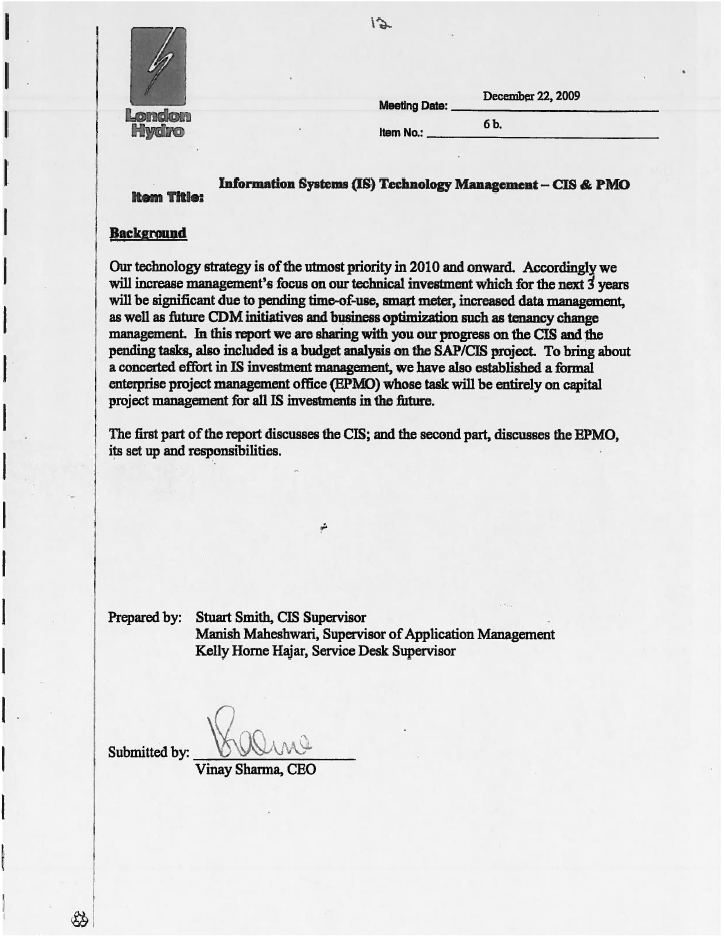 12
London
Hydro
Meeting Date: December 22, 2009
Item No.: 6 b.
Item Title: Information Systems (IS) Technology Management – CIS & PMO
Background
Our technology strategy is of the utmost priority in 2010 and onward. Accordingly we
will increase management's focus on our technical investment which for the next 3 years
will be significant due to pending time-of-use, smart meter, increased data management,
as well as future CDM initiatives and business optimization such as tenancy change
management. In this report we are sharing with you our progress on the CIS and the
pending tasks, also included is a budget analysis on the SAP/CIS project. To bring about
a concerted effort in IS investment management, we have also established a formal
enterprise project management office (EPMO) whose task will be entirely on capital
project management for all IS investments in the future.
The first part of the report discusses the CIS; and the second part, discusses the EPMO,
its set up and responsibilities.
Prepared by: Stuart Smith, CIS Supervisor
Manish Maheshwari, Supervisor of Application Management
Kelly Horne Hajar, Service Desk Supervisor
Submitted by:
Vinay Sharma, CEO